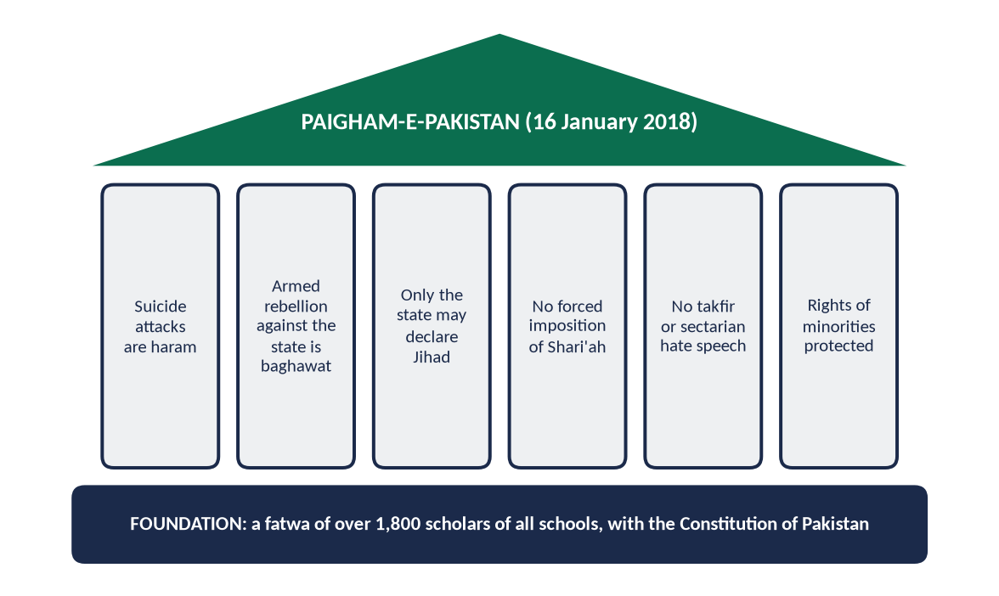 PAIGHAM-E-PAKISTAN (16 January 2018)
Suicide
attacks
are haram
Armed
rebellion
against the
state is
baghawat
Only the
state may
declare
Jihad
No forced
imposition
of Shari'ah
No takfir
or sectarian
hate speech
Rights of
minorities
protected
FOUNDATION: a fatwa of over 1,800 scholars of all schools, with the Constitution of Pakistan